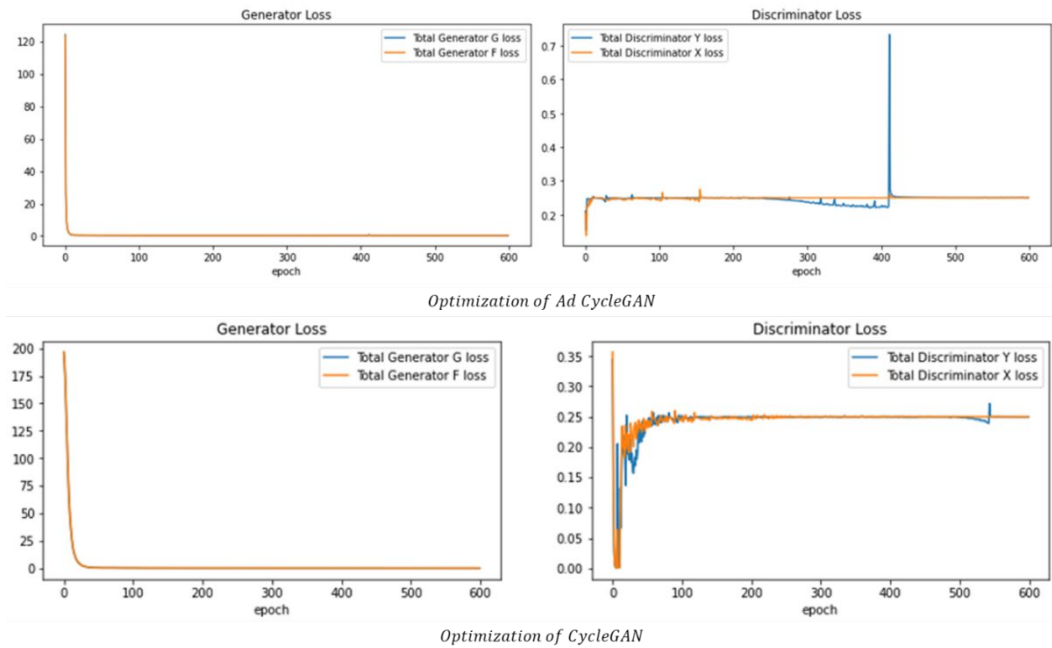 Generator Loss
Total Generator G loss
Total Generator F loss
120
100
80
60
40
20
0
0 100 200 300 400 500 600
epoch
Discriminator Loss
Total Discriminator Y loss
Total Discriminator X loss
0.7
0.6
0.5
0.4
0.3
0.2
0 100 200 300 400 500 600
epoch
Optimization of Ad CycleGAN
Generator Loss
Total Generator G loss
Total Generator F loss
200
175
150
125
100
75
50
25
0
0 100 200 300 400 500 600
epoch
Discriminator Loss
Total Discriminator Y loss
Total Discriminator X loss
0.35
0.30
0.25
0.20
0.15
0.10
0.05
0.00
0 100 200 300 400 500 600
epoch
Optimization of CycleGAN